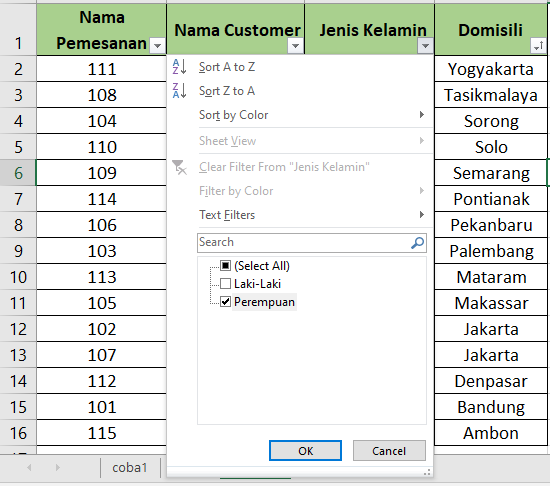 Nama
Pemesanan
Nama Customer
Jenis Kelamin
Domisili
1
2 111 Yogyakarta
3 108 Tasikmalaya
4 104 Sorong
5 110 Solo
6 109 Semarang
7 114 Pontianak
8 106 Pekanbaru
9 103 Palembang
10 113 Mataram
11 105 Makassar
12 102 Jakarta
13 107 Jakarta
14 112 Denpasar
15 101 Bandung
16 115 Ambon
Sort A to Z
Sort Z to A
Sort by Color
Sheet View
Clear Filter From "Jenis Kelamin"
Filter by Color
Text Filters
Search
(Select All)
Laki-Laki
Perempuan
OK Cancel
coba1